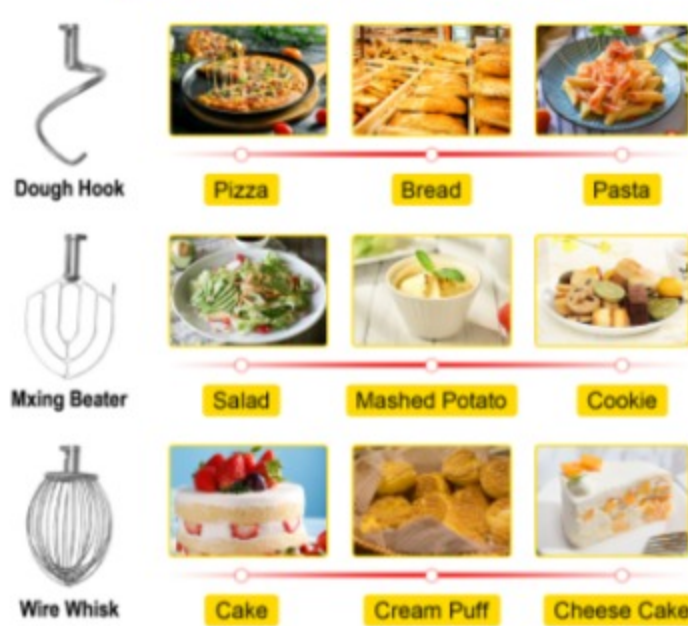 Dough Hook
Pizza
Bread
Pasta
Mxing Beater
Salad
Mashed Potato
Cookie
Wire Whisk
Cake
Cream Puff
Cheese Cake